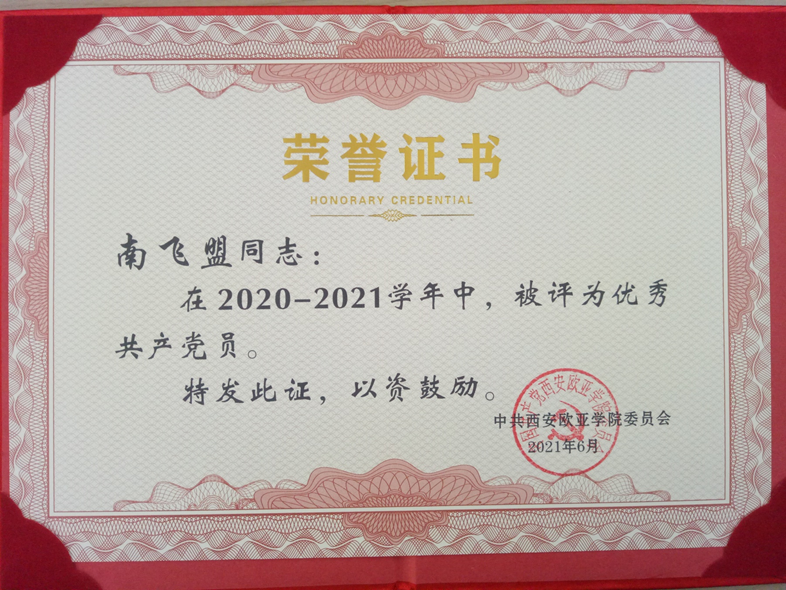 荣誉证书
HONORARY CREDENTIAL
南飞盟同志：
在2020-2021学年中，被评为优秀
共产党员。
特发此证，以资鼓励。
中共西安欧亚学院委员会
2021年6月